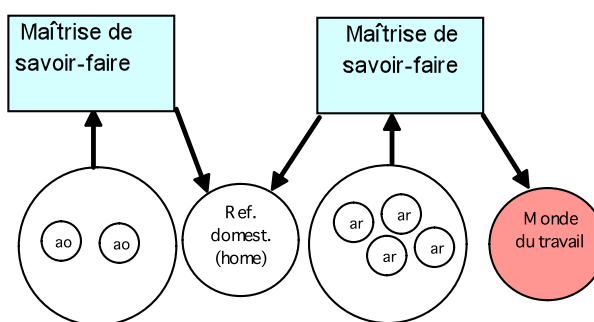 Maîtrise de
savoir-faire
Maîtrise de
savoir-faire
ao
ao
Ref.
domest.
(home)
ar
ar
ar
ar
Monde
du travail